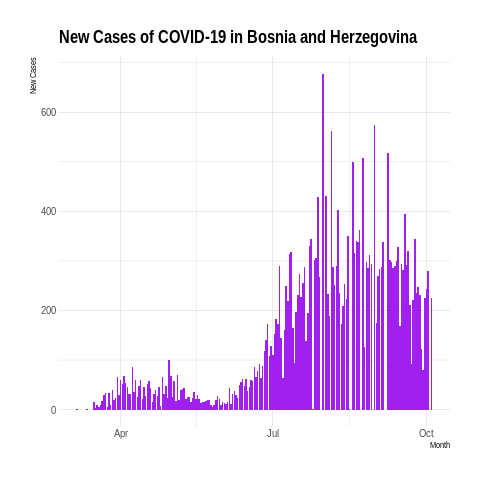 New Cases of COVID-19 in Bosnia and Herzegovina
New Cases
600
400
200
0
Apr
Jul
Oct
Month